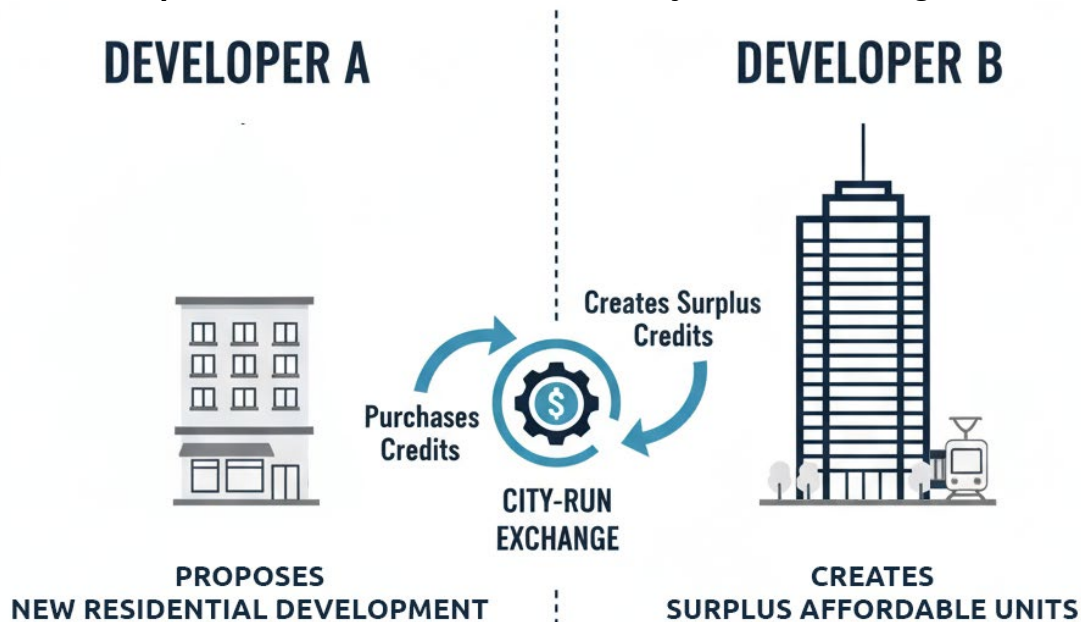 DEVELOPER A
DEVELOPER B
Creates Surplus
Credits
Purchases
Credits
$
CITY-RUN
EXCHANGE
PROPOSES
NEW RESIDENTIAL DEVELOPMENT
CREATES
SURPLUS AFFORDABLE UNITS